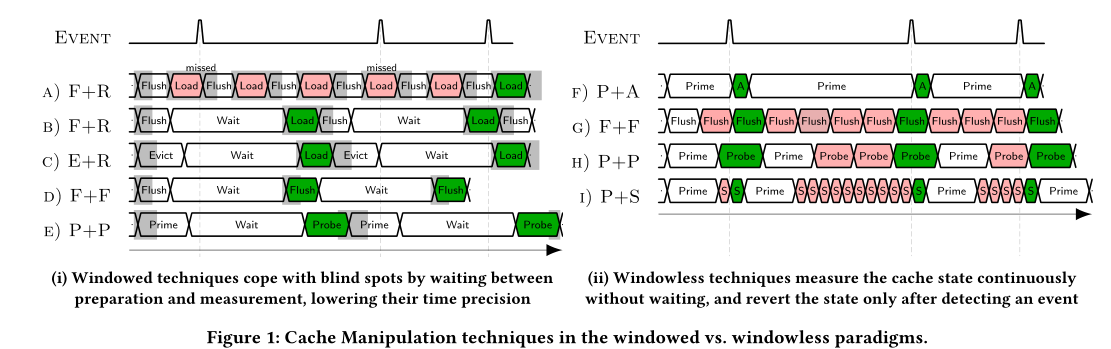 EVENT
missed missed
A) F+R Flush Load Flush Load Flush Load Flush Load Flush Load Flush Load
B) F+R Flush Wait Load Flush Wait Load Flush
C) E+R Evict Wait Load Evict Wait Load
D) F+F Flush Wait Flush Wait Flush
E) P+P Prime Wait Probe Prime Wait Probe
(i) Windowed techniques cope with blind spots by waiting between
preparation and measurement, lowering their time precision
EVENT
F) P+A Prime A Prime A Prime A
G) F+F Flush Flush Flush Flush Flush Flush Flush Flush Flush Flush Flush Flush
H) P+P Prime Probe Prime Probe Probe Probe Prime Probe Probe
I) P+S Prime S S Prime S S S S S S S S S S S Prime S S S S S Prime
(ii) Windowless techniques measure the cache state continuously
without waiting, and revert the state only after detecting an event
Figure 1: Cache Manipulation techniques in the windowed vs. windowless paradigms.